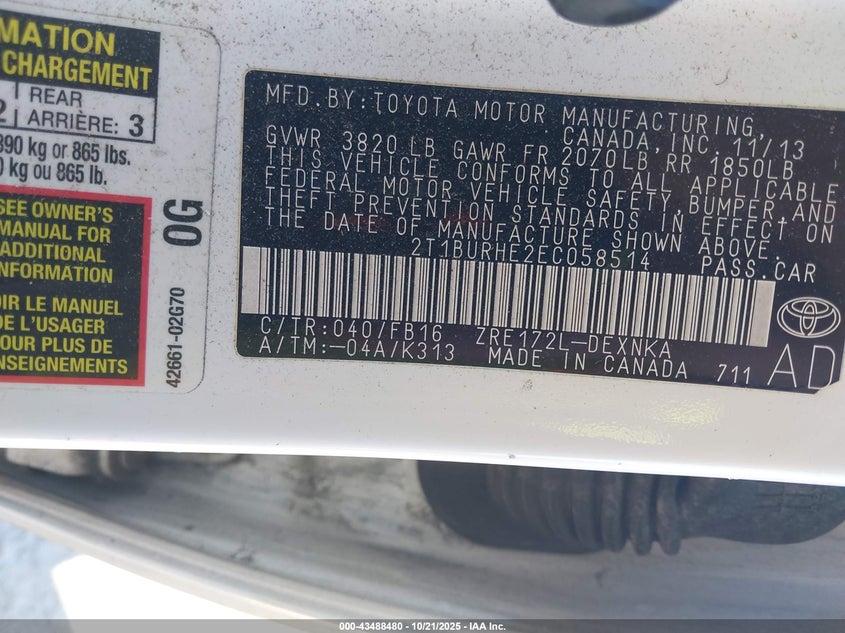 MATION
CHARGEMENT
2
REAR
ARRIÈRE: 3
390 kg or 865 lbs.
0 kg ou 865 lb.
SEE OWNER'S
MANUAL FOR
ADDITIONAL
INFORMATION
OIR LE MANUEL
DE L'USAGER
POUR PLUS DE
ENSEIGNEMENTS
0G
42661-02G70
MFD. BY: TOYOTA MOTOR MANUFACTURING,
CANADA, INC. 11/13
GVWR 3820 LB GAWR FR 2070LB RR 1850LB
THIS VEHICLE CONFORMS TO ALL APPLICABLE
FEDERAL MOTOR VEHICLE SAFETY, BUMPER, AND
THEFT PREVENTION STANDARDS IN EFFECT ON
THE DATE OF MANUFACTURE SHOWN ABOVE.
2T1BURHE2EC058514 PASS.CAR
C/TR: 040/FB16 ZRE172L-DEXNKA
A/TM:-04A/K313 MADE IN CANADA 711
AD
000-43488480 - 10/21/2025 - IAA Inc.